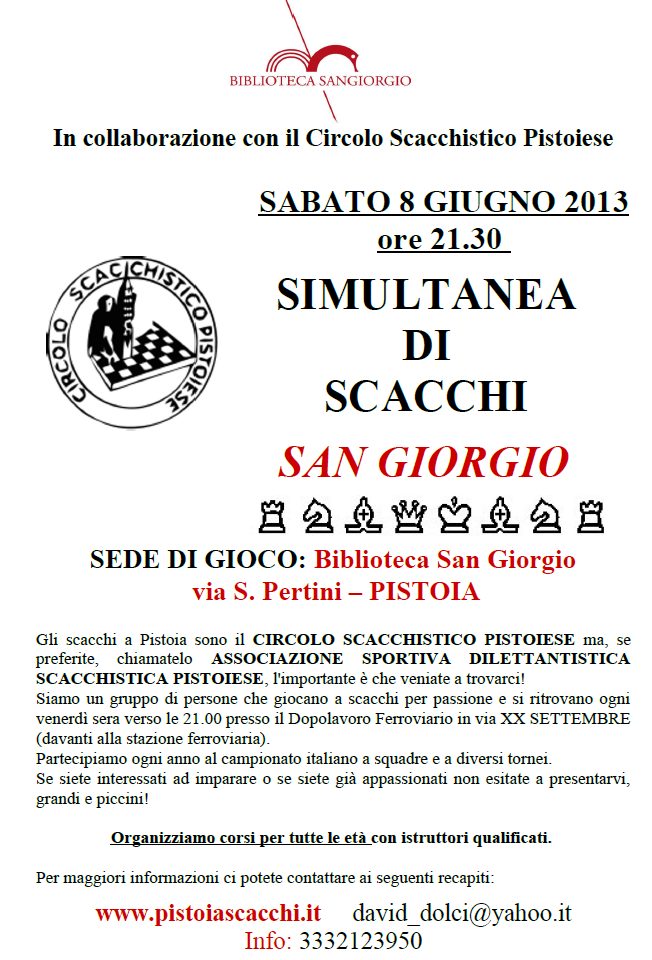 BIBLIOTECA SANGIORGIO
In collaborazione con il Circolo Scacchistico Pistoiese
SABATO 8 GIUGNO 2013
ore 21.30
CIRCOLO SCACCHISTICO PISTOIESE
SIMULTANEA
DI
SCACCHI
SAN GIORGIO
SEDE DI GIOCO: Biblioteca San Giorgio
via S. Pertini – PISTOIA
Gli scacchi a Pistoia sono il CIRCOLO SCACCHISTICO PISTOIESE ma, se
preferite, chiamatelo ASSOCIAZIONE SPORTIVA DILETTANTISTICA
SCACCHISTICA PISTOIESE, l'importante è che veniate a trovarci!
Siamo un gruppo di persone che giocano a scacchi per passione e si ritrovano ogni
venerdì sera verso le 21.00 presso il Dopolavoro Ferroviario in via XX SETTEMBRE
(davanti alla stazione ferroviaria).
Partecipiamo ogni anno al campionato italiano a squadre e a diversi tornei.
Se siete interessati ad imparare o se siete già appassionati non esitate a presentarvi,
grandi e piccini!
Organizziamo corsi per tutte le età con istruttori qualificati.
Per maggiori informazioni ci potete contattare ai seguenti recapiti:
www.pistoiascacchi.it david_dolci@yahoo.it
Info: 3332123950